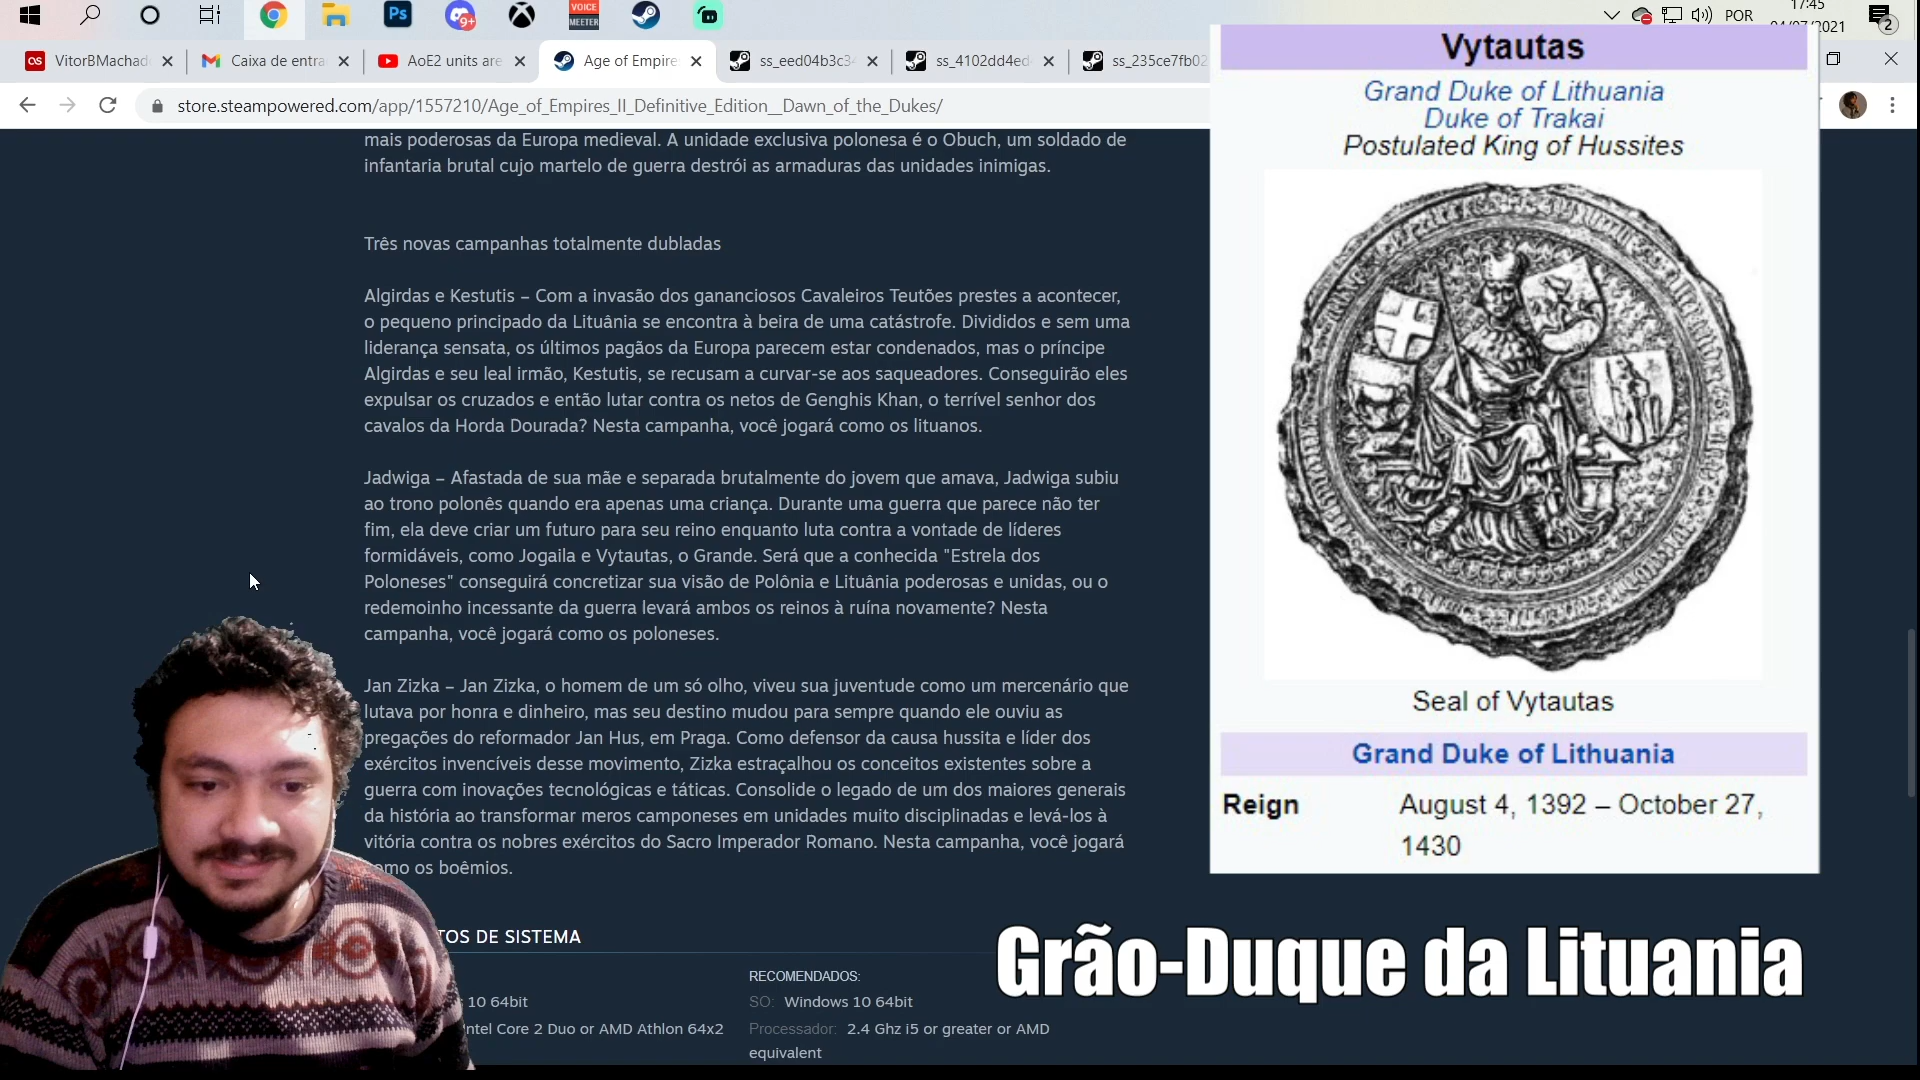 VOICE
MEETER
Ps
9+
POR
17:45
04/07/2021
2
VitorBMachad
Caixa de entra
AoE2 units are
Age of Empire
ss_eed04b3c34
ss_4102dd4ed
ss_235ce7fb02
store.steampowered.com/app/1557210/Age_of_Empires_II_Definitive_Edition__Dawn_of_the_Dukes/
mais poderosas da Europa medieval. A unidade exclusiva polonesa é o Obuch, um soldado de
infantaria brutal cujo martelo de guerra destrói as armaduras das unidades inimigas.
Três novas campanhas totalmente dubladas
Algirdas e Kestutis – Com a invasão dos gananciosos Cavaleiros Teutões prestes a acontecer,
o pequeno principado da Lituânia se encontra à beira de uma catástrofe. Divididos e sem uma
liderança sensata, os últimos pagãos da Europa parecem estar condenados, mas o príncipe
Algirdas e seu leal irmão, Kestutis, se recusam a curvar-se aos saqueadores. Conseguirão eles
expulsar os cruzados e então lutar contra os netos de Genghis Khan, o terrível senhor dos
cavalos da Horda Dourada? Nesta campanha, você jogará como os lituanos.
Jadwiga – Afastada de sua mãe e separada brutalmente do jovem que amava, Jadwiga subiu
ao trono polonês quando era apenas uma criança. Durante uma guerra que parece não ter
fim, ela deve criar um futuro para seu reino enquanto luta contra a vontade de líderes
formidáveis, como Jogaila e Vytautas, o Grande. Será que a conhecida "Estrela dos
Poloneses" conseguirá concretizar sua visão de Polônia e Lituânia poderosas e unidas, ou o
redemoinho incessante da guerra levará ambos os reinos à ruína novamente? Nesta
campanha, você jogará como os poloneses.
Jan Zizka – Jan Zizka, o homem de um só olho, viveu sua juventude como um mercenário que
lutava por honra e dinheiro, mas seu destino mudou para sempre quando ele ouviu as
pregações do reformador Jan Hus, em Praga. Como defensor da causa hussita e líder dos
exércitos invencíveis desse movimento, Zizka estraçalhou os conceitos existentes sobre a
guerra com inovações tecnológicas e táticas. Consolide o legado de um dos maiores generais
da história ao transformar meros camponeses em unidades muito disciplinadas e levá-los à
vitória contra os nobres exércitos do Sacro Imperador Romano. Nesta campanha, você jogará
como os boêmios.
TOS DE SISTEMA
10 64bit
Intel Core 2 Duo or AMD Athlon 64x2
RECOMENDADOS:
SO: Windows 10 64bit
Processador: 2.4 Ghz i5 or greater or AMD
equivalent
Vytautas
Grand Duke of Lithuania
Duke of Trakai
Postulated King of Hussites
Seal of Vytautas
Grand Duke of Lithuania
Reign August 4, 1392 – October 27,
1430
Grão-Duque da Lituania